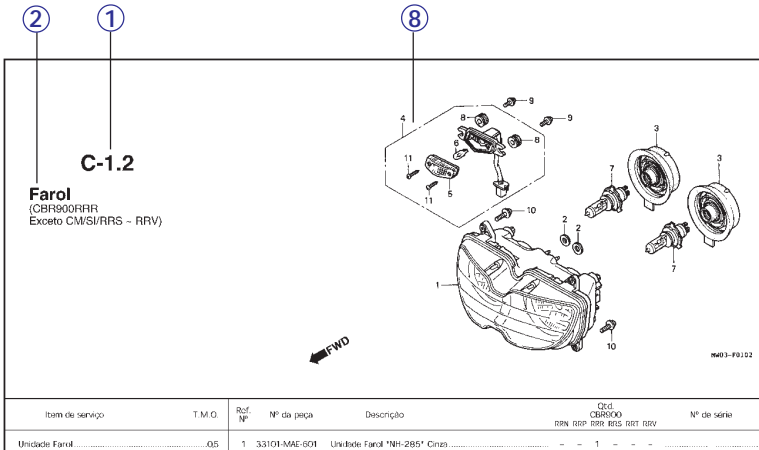 2 1 8
C-1.2
Farol
(CBR900RRR
Exceto CM/SI/RRS ~ RRV)
9
4
8
9
3
6
8
11
7
3
5
11
10
2
2
7
1
10
FWD
MW03-F0102
Item de serviço T.M.O. Ref. Nº Nº da peça Descrição Qtd. CBR900 RRN RRP RRR RRS RRT RRV Nº de série
Unidade Farol 0,5 1 33101-MAE-601 Unidade Farol "NH-285" Cinza – – 1 – – –